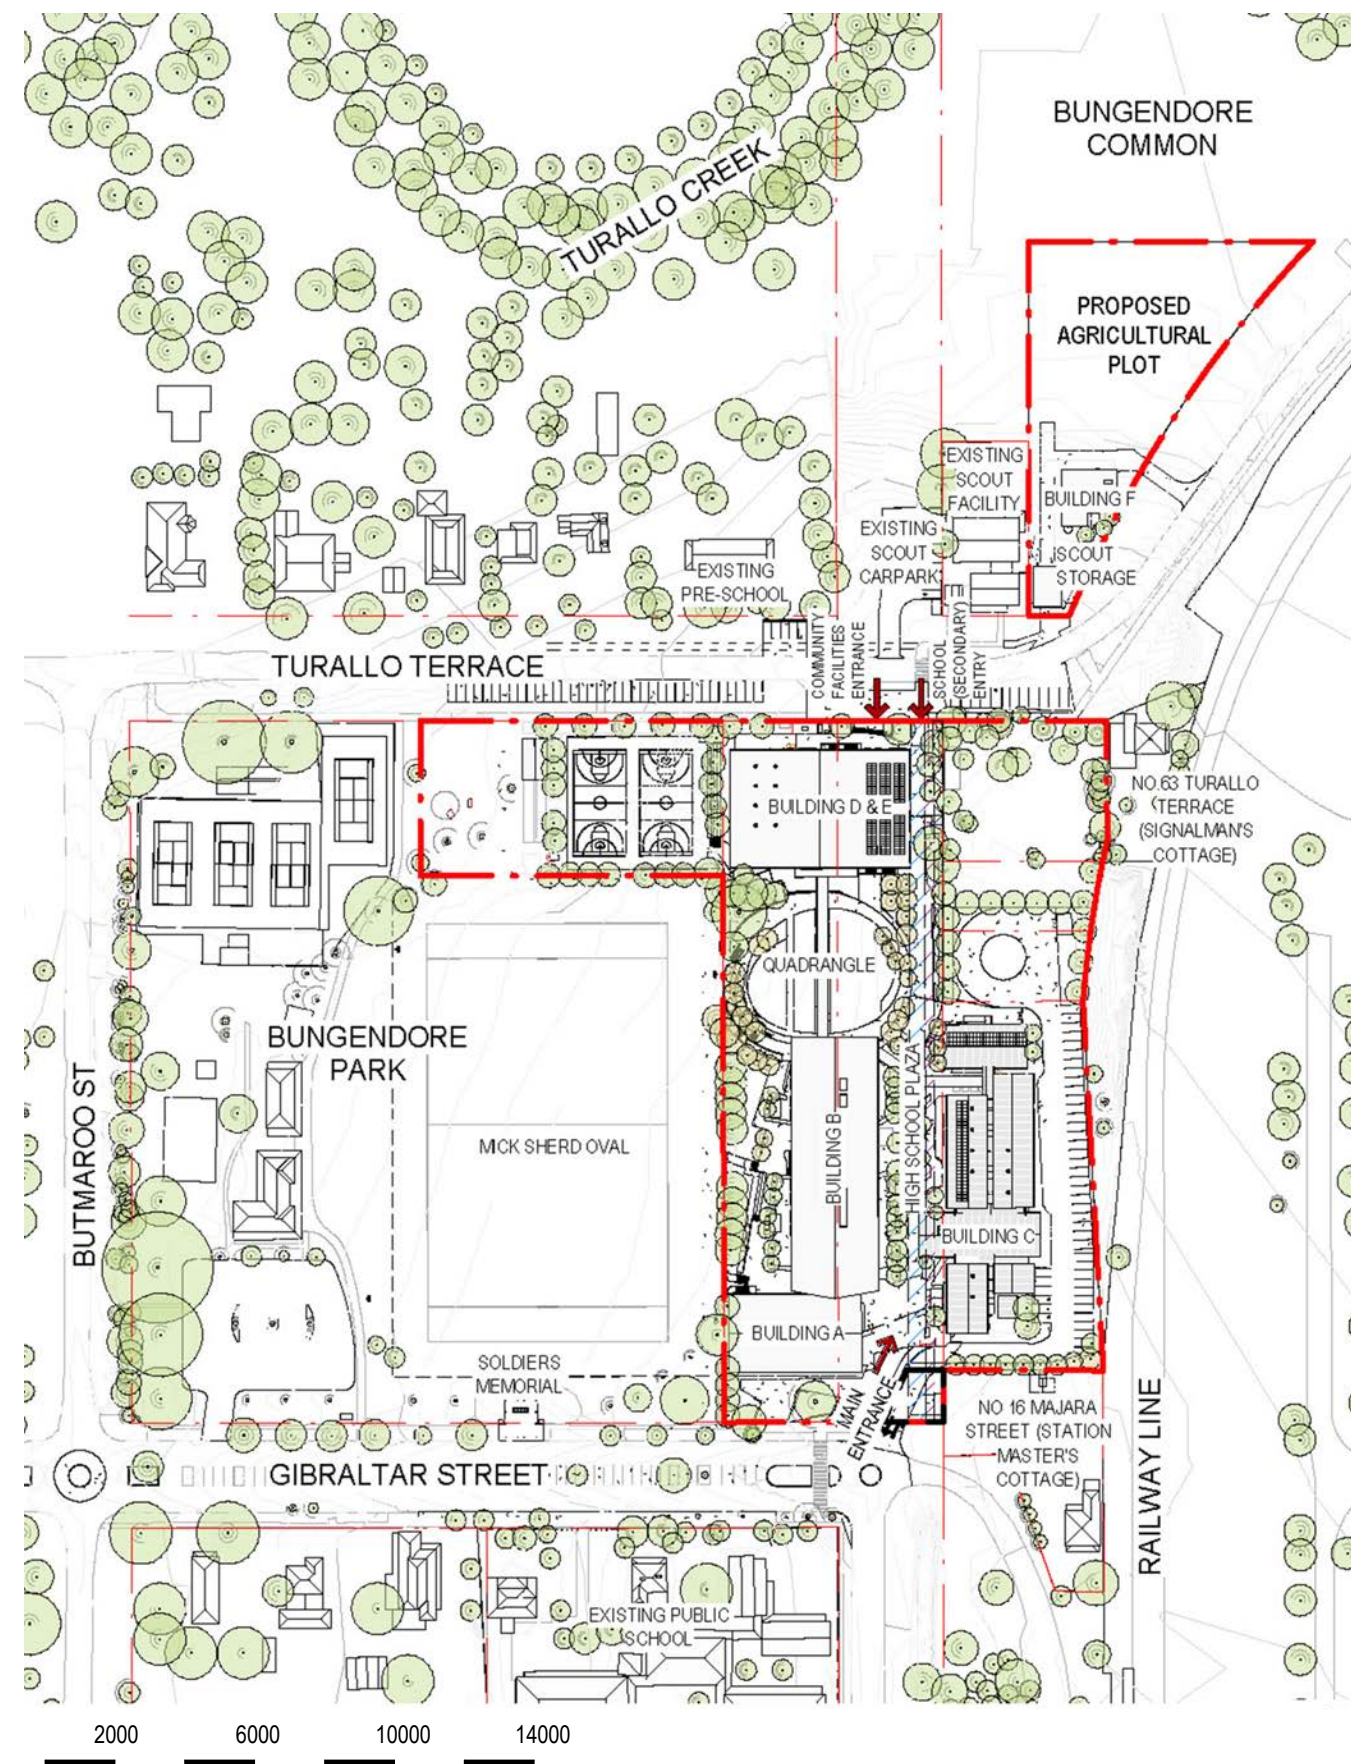 BUNGENDORE
COMMON
TURALLO CREEK
PROPOSED
AGRICULTURAL
PLOT
EXISTING
SCOUT
FACILITY
BUILDING F
EXISTING
SCOUT
CARPARK
SCOUT
STORAGE
EXISTING
PRE-SCHOOL
COMMUNITY
FACILITIES
ENTRANCE
SCHOOL
(SECONDARY)
ENTRY
TURALLO TERRACE
NO.63 TURALLO
TERRACE
(SIGNALMAN'S
COTTAGE)
BUILDING D & E
QUADRANGLE
BUNGENDORE
PARK
HIGH SCHOOL PLAZA
BUTMAROO ST
MICK SHERD OVAL
BUILDING B
BUILDING C
BUILDING A
SOLDIERS
MEMORIAL
MAIN
ENTRANCE
NO 16 MAJARA
STREET (STATION
MASTER'S
COTTAGE)
RAILWAY LINE
GIBRALTAR STREET
EXISTING PUBLIC
SCHOOL
2000 6000 10000 14000